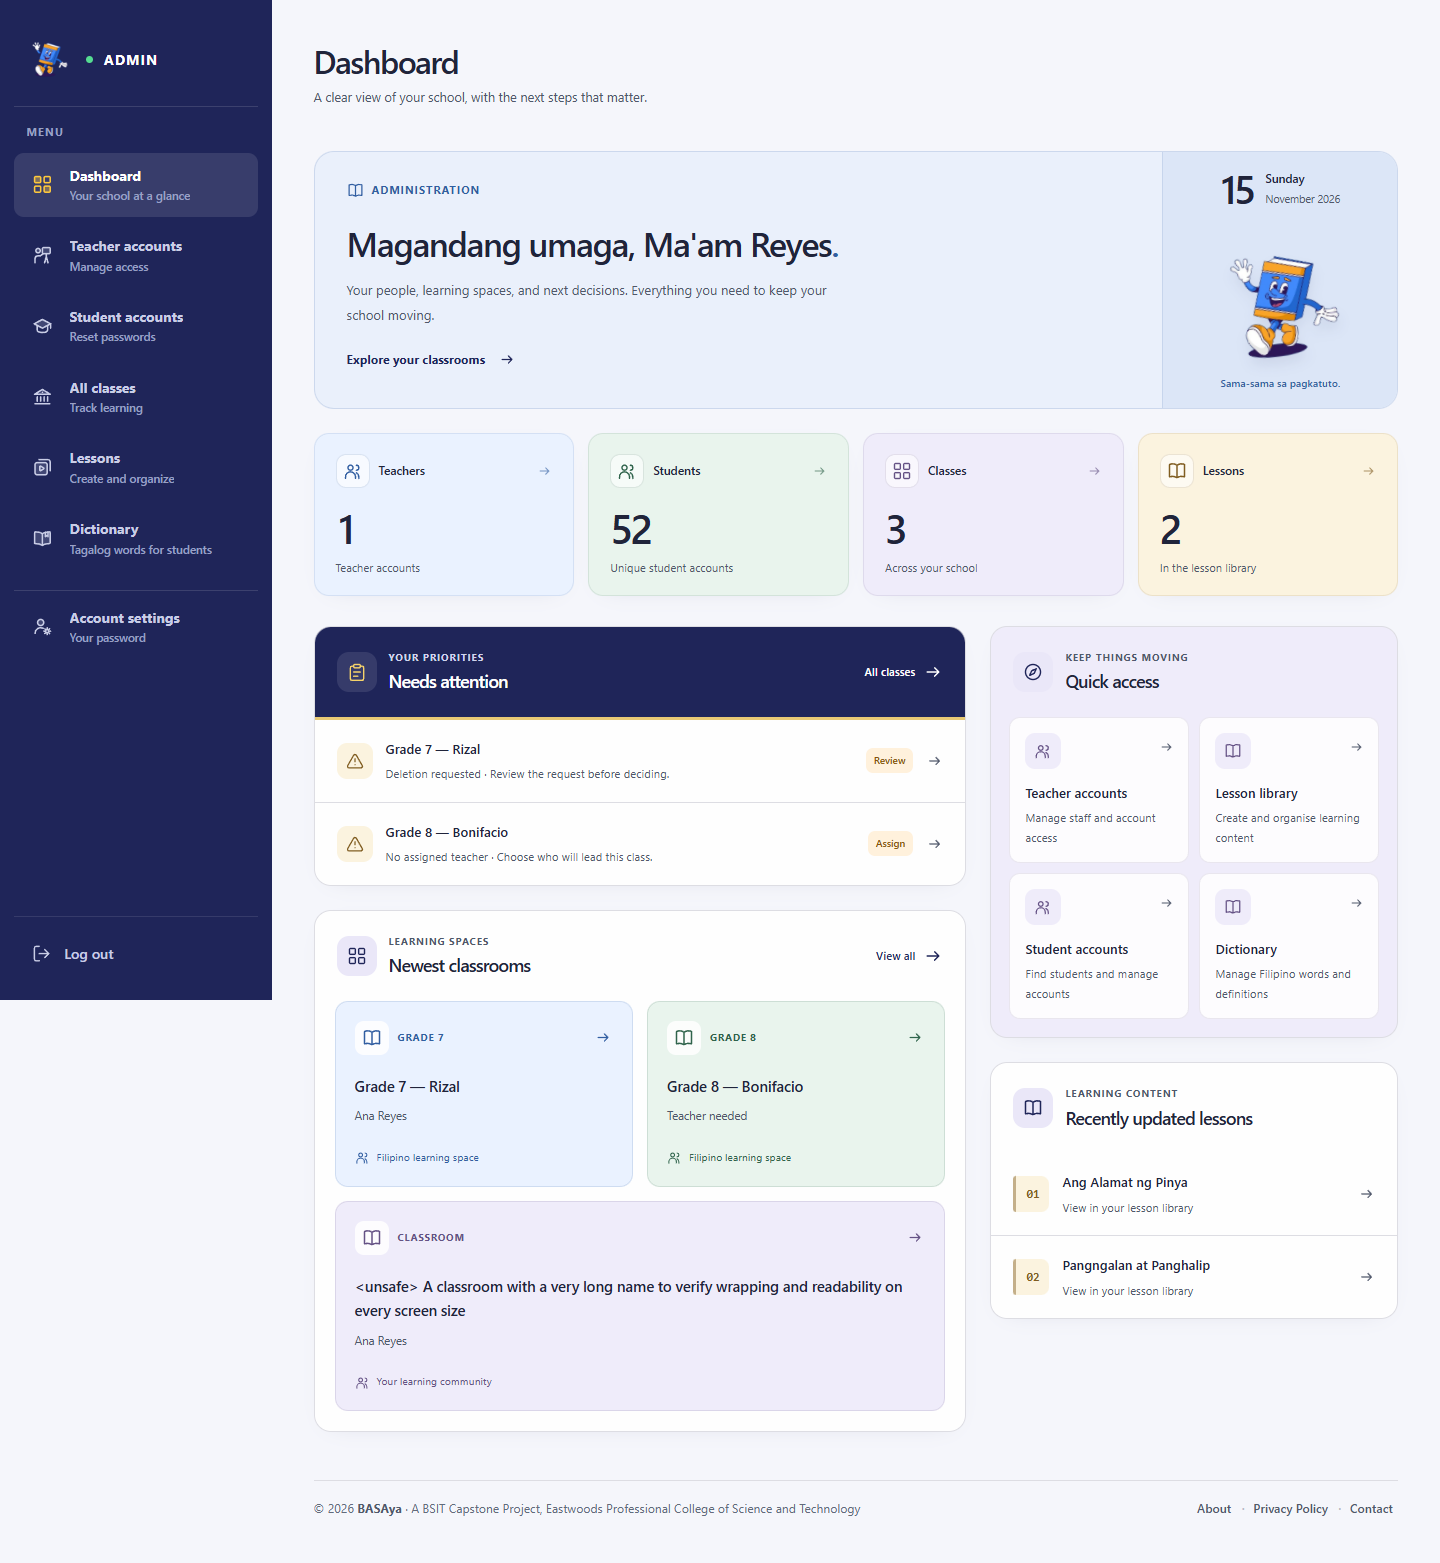 ADMIN
MENU
Dashboard
Your school at a glance
Teacher accounts
Manage access
Student accounts
Reset passwords
All classes
Track learning
Lessons
Create and organize
Dictionary
Tagalog words for students
Account settings
Your password
Log out
Dashboard
A clear view of your school, with the next steps that matter.
ADMINISTRATION
Magandang umaga, Ma'am Reyes.
Your people, learning spaces, and next decisions. Everything you need to keep your
school moving.
Explore your classrooms
15
Sunday
November 2026
Sama-sama sa pagkatuto.
Teachers
1
Teacher accounts
Students
52
Unique student accounts
Classes
3
Across your school
Lessons
2
In the lesson library
YOUR PRIORITIES
Needs attention
All classes
Grade 7 — Rizal
Deletion requested · Review the request before deciding.
Review
Grade 8 — Bonifacio
No assigned teacher · Choose who will lead this class.
Assign
LEARNING SPACES
Newest classrooms
View all
GRADE 7
Grade 7 — Rizal
Ana Reyes
Filipino learning space
GRADE 8
Grade 8 — Bonifacio
Teacher needed
Filipino learning space
CLASSROOM
<unsafe> A classroom with a very long name to verify wrapping and readability on
every screen size
Ana Reyes
Your learning community
KEEP THINGS MOVING
Quick access
Teacher accounts
Manage staff and account
access
Lesson library
Create and organise learning
content
Student accounts
Find students and manage
accounts
Dictionary
Manage Filipino words and
definitions
LEARNING CONTENT
Recently updated lessons
01
Ang Alamat ng Pinya
View in your lesson library
02
Pangngalan at Panghalip
View in your lesson library
© 2026 BASAya · A BSIT Capstone Project, Eastwoods Professional College of Science and Technology
About · Privacy Policy · Contact